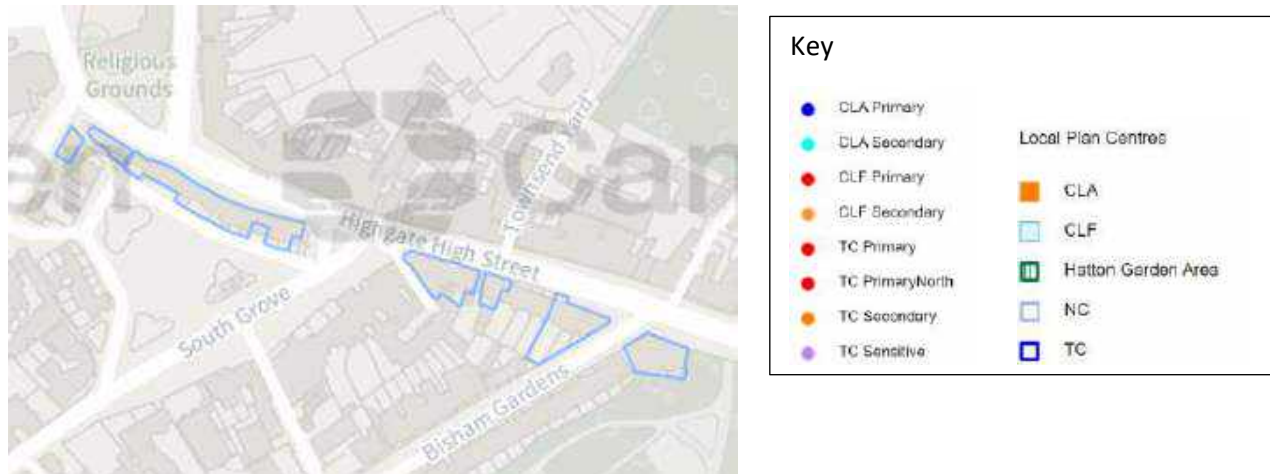 Religious
Grounds
Camden
Townsend Yard
Highgate High Street
South Grove
Bisham Gardens
Key
CLA Primary
CLA Secondary
CLF Primary
CLF Secondary
TC Primary
TC PrimaryNorth
TC Secondary
TC Sensitive
Local Plan Centres
CLA
CLF
Hatton Garden Area
NC
TC